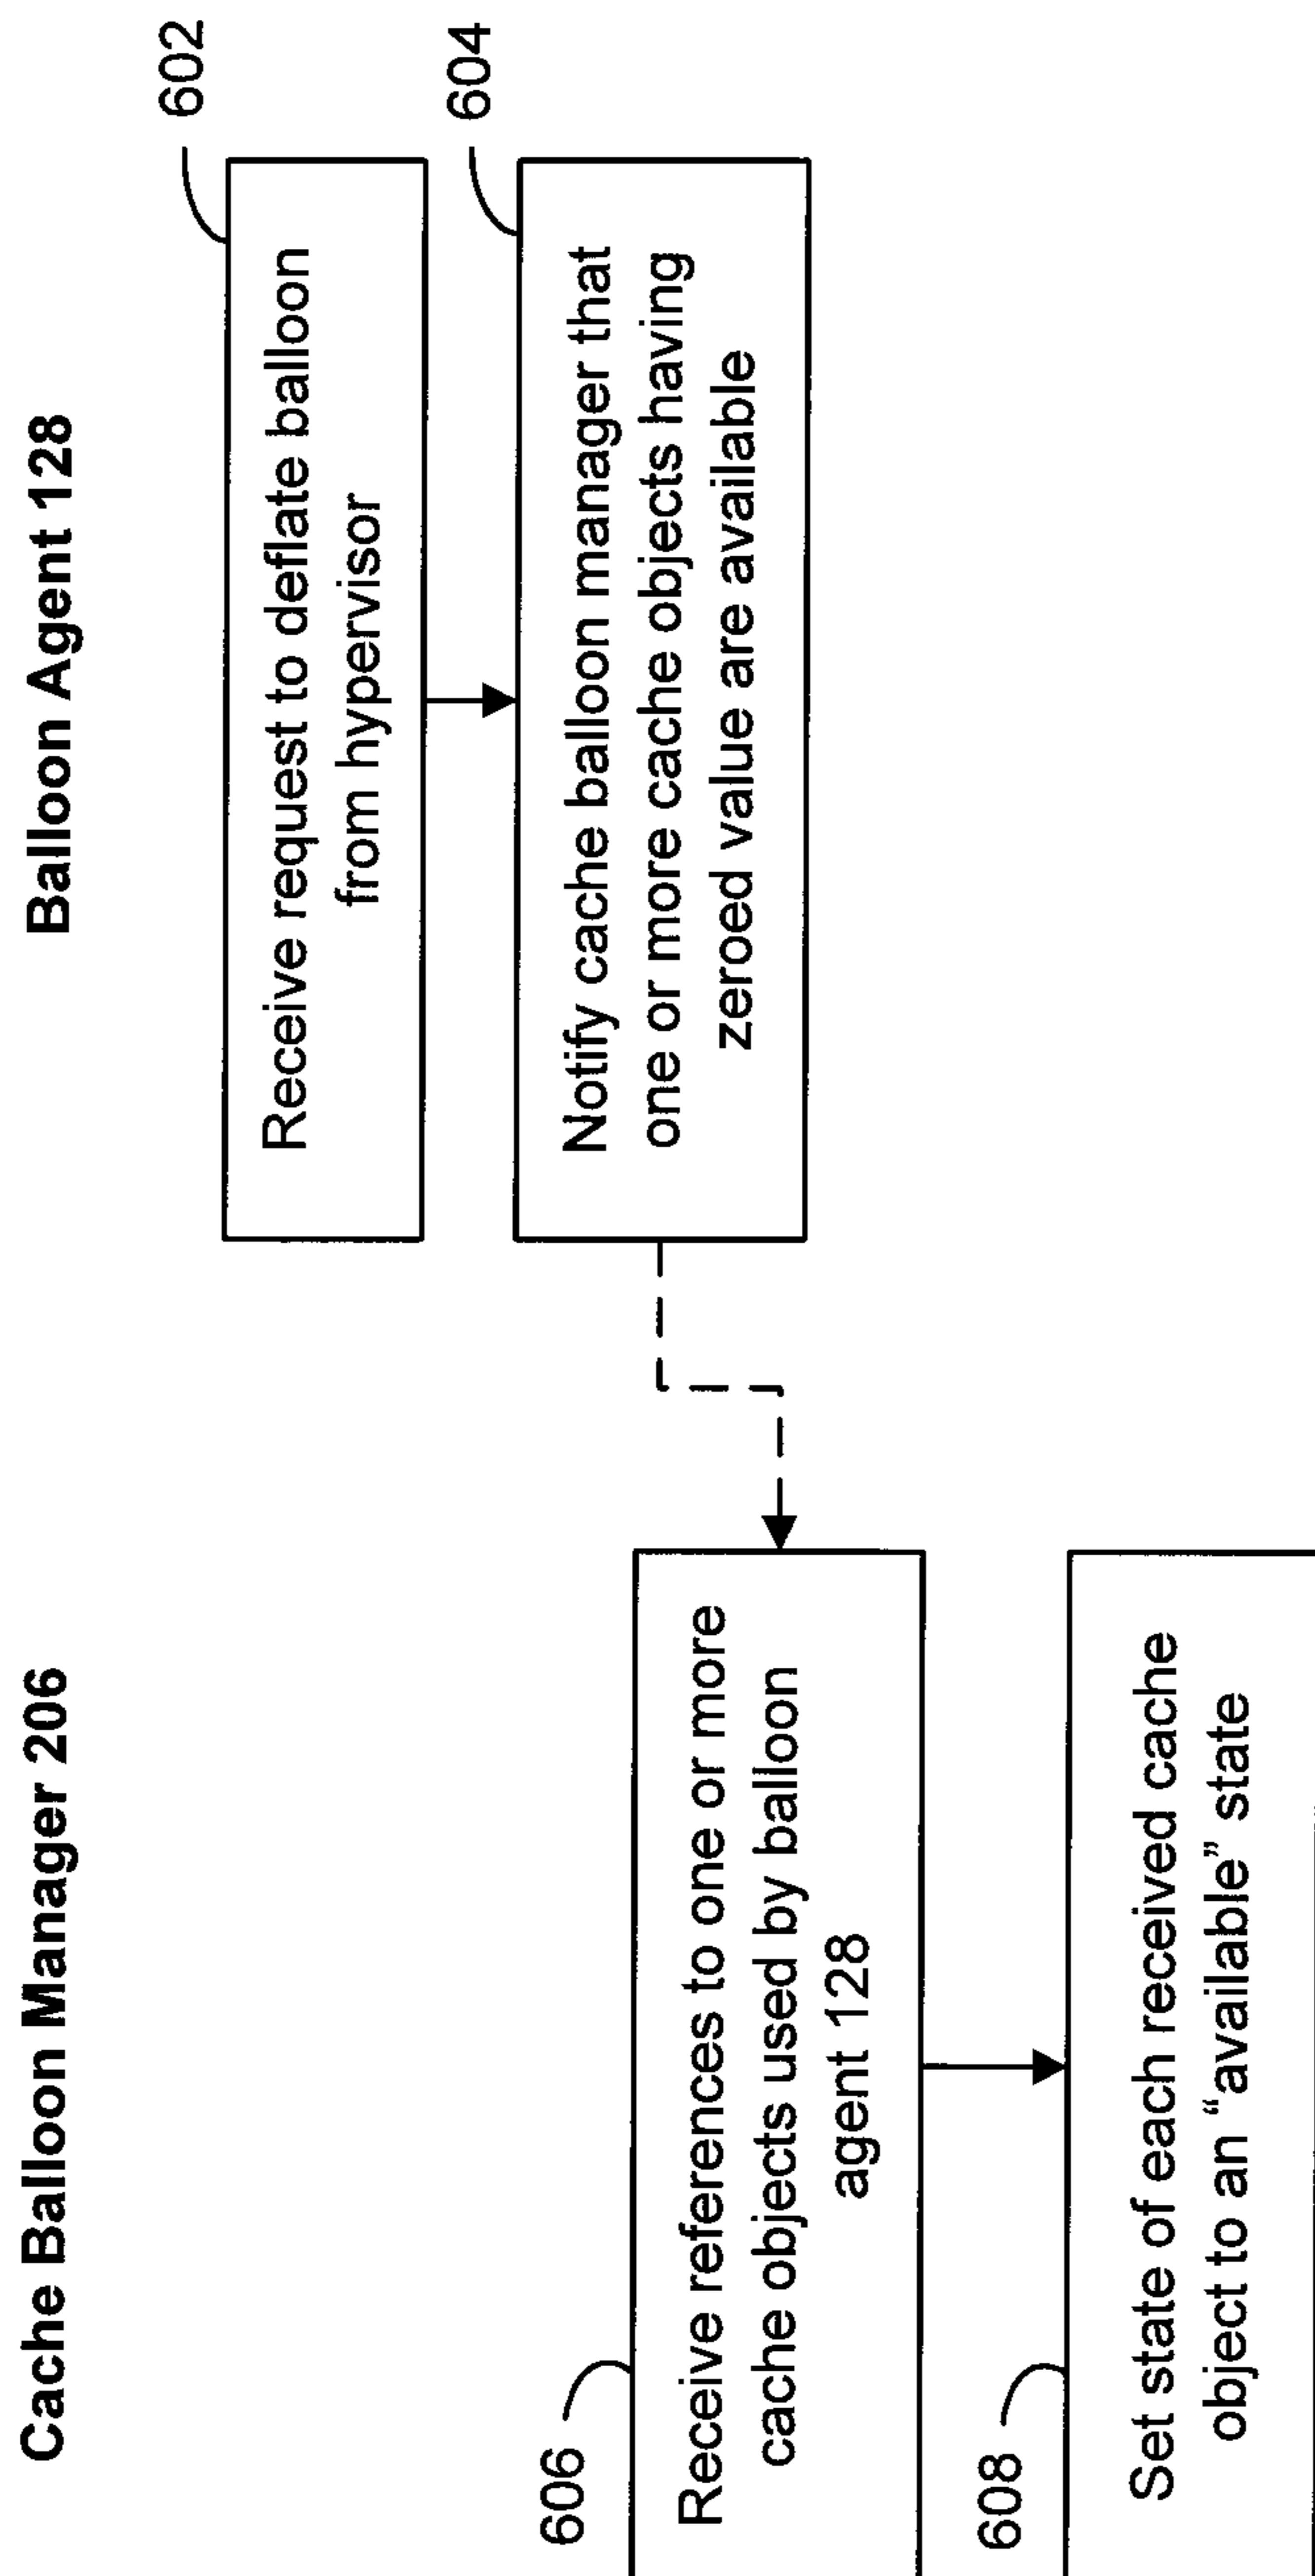 Cache Balloon Manager 206
Balloon Agent 128
602
Receive request to deflate balloon
from hypervisor
604
Notify cache balloon manager that
one or more cache objects having
zeroed value are available
606
Receive references to one or more
cache objects used by balloon
agent 128
608
Set state of each received cache
object to an “available” state